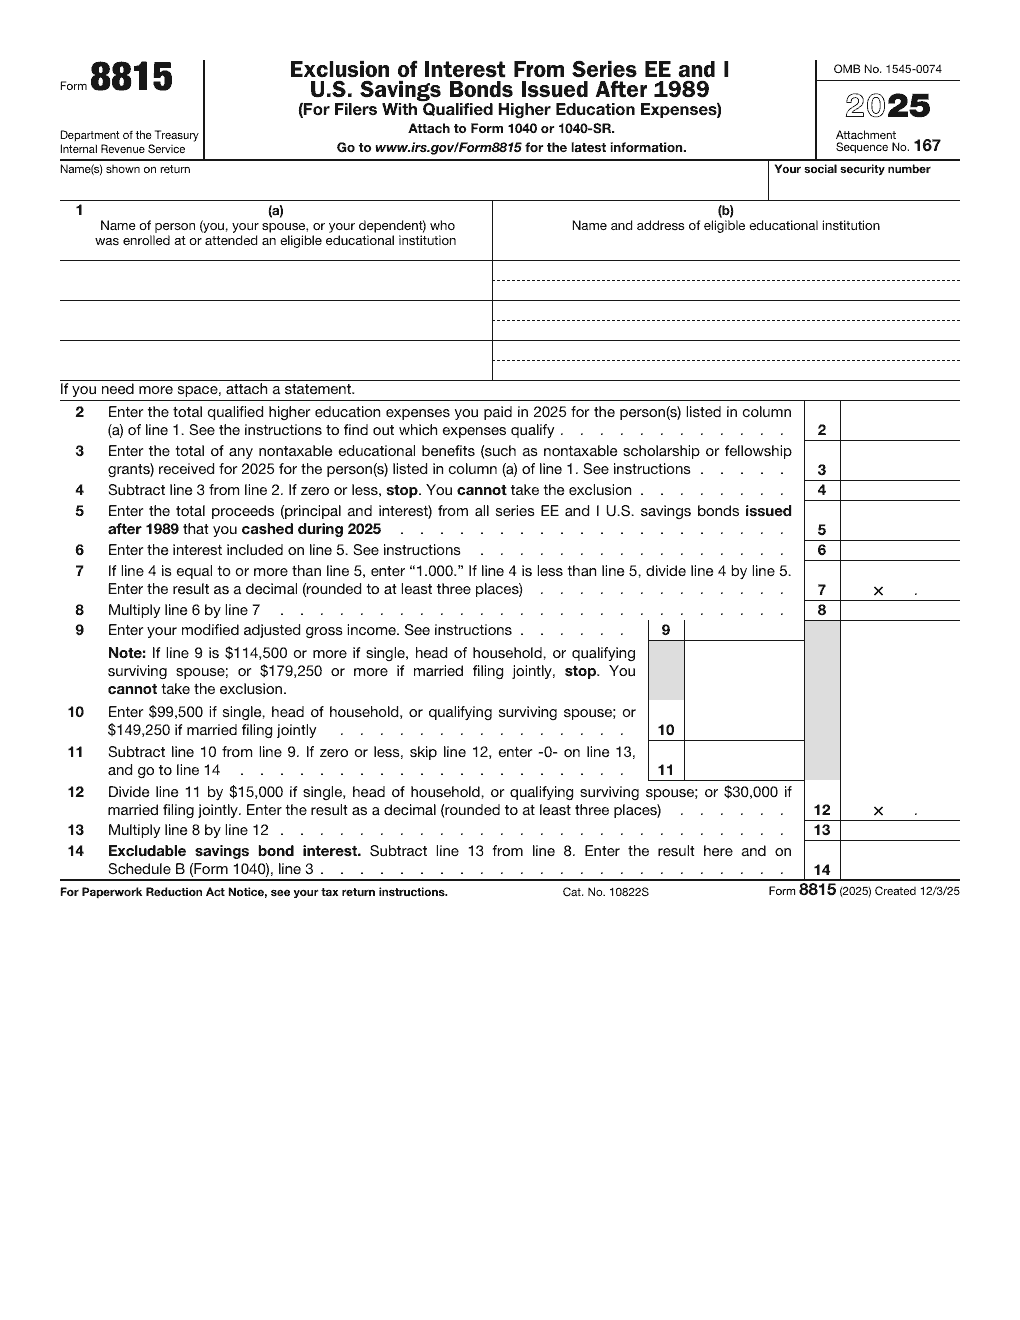 Form 8815
Department of the Treasury
Internal Revenue Service
Exclusion of Interest From Series EE and I
U.S. Savings Bonds Issued After 1989
(For Filers With Qualified Higher Education Expenses)
Attach to Form 1040 or 1040-SR.
Go to www.irs.gov/Form8815 for the latest information.
OMB No. 1545-0074
2025
Attachment
Sequence No. 167
Name(s) shown on return
Your social security number
1 (a)
Name of person (you, your spouse, or your dependent) who
was enrolled at or attended an eligible educational institution
(b)
Name and address of eligible educational institution
If you need more space, attach a statement.
2 Enter the total qualified higher education expenses you paid in 2025 for the person(s) listed in column
(a) of line 1. See the instructions to find out which expenses qualify . . . . . . . . . . . . 2
3 Enter the total of any nontaxable educational benefits (such as nontaxable scholarship or fellowship
grants) received for 2025 for the person(s) listed in column (a) of line 1. See instructions . . . . . 3
4 Subtract line 3 from line 2. If zero or less, stop. You cannot take the exclusion . . . . . . . . 4
5 Enter the total proceeds (principal and interest) from all series EE and I U.S. savings bonds issued
after 1989 that you cashed during 2025 . . . . . . . . . . . . . . . . . . . . 5
6 Enter the interest included on line 5. See instructions . . . . . . . . . . . . . . . . 6
7 If line 4 is equal to or more than line 5, enter “1.000.” If line 4 is less than line 5, divide line 4 by line 5.
Enter the result as a decimal (rounded to at least three places) . . . . . . . . . . . . . 7 × .
8 Multiply line 6 by line 7 . . . . . . . . . . . . . . . . . . . . . . . . . . 8
9 Enter your modified adjusted gross income. See instructions . . . . . . 9
Note: If line 9 is $114,500 or more if single, head of household, or qualifying
surviving spouse; or $179,250 or more if married filing jointly, stop. You
cannot take the exclusion.
10 Enter $99,500 if single, head of household, or qualifying surviving spouse; or
$149,250 if married filing jointly . . . . . . . . . . . . . . 10
11 Subtract line 10 from line 9. If zero or less, skip line 12, enter -0- on line 13,
and go to line 14 . . . . . . . . . . . . . . . . . . . 11
12 Divide line 11 by $15,000 if single, head of household, or qualifying surviving spouse; or $30,000 if
married filing jointly. Enter the result as a decimal (rounded to at least three places) . . . . . . 12 × .
13 Multiply line 8 by line 12 . . . . . . . . . . . . . . . . . . . . . . . . . . 13
14 Excludable savings bond interest. Subtract line 13 from line 8. Enter the result here and on
Schedule B (Form 1040), line 3 . . . . . . . . . . . . . . . . . . . . . . . . 14
For Paperwork Reduction Act Notice, see your tax return instructions. Cat. No. 10822S Form 8815 (2025) Created 12/3/25